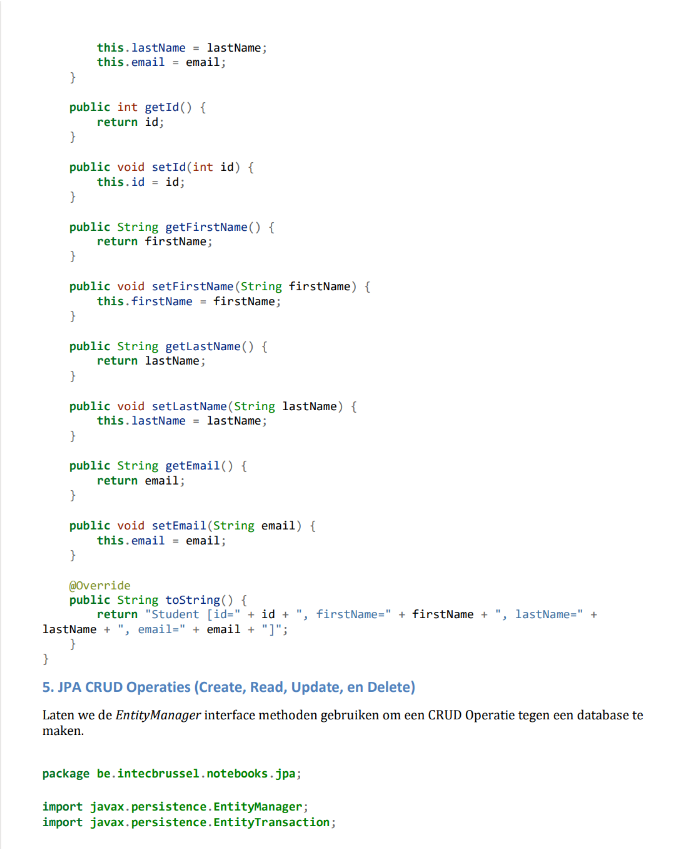 this.lastName = lastName;
this.email = email;
}
public int getId() {
return id;
}
public void setId(int id) {
this.id = id;
}
public String getFirstName() {
return firstName;
}
public void setFirstName(String firstName) {
this.firstName = firstName;
}
public String getLastName() {
return lastName;
}
public void setLastName(String lastName) {
this.lastName = lastName;
}
public String getEmail() {
return email;
}
public void setEmail(String email) {
this.email = email;
}
@Override
public String toString() {
return "Student [id=" + id + ", firstName=" + firstName + ", lastName=" +
lastName + ", email=" + email + "]";
}
}
5. JPA CRUD Operaties (Create, Read, Update, en Delete)
Laten we de EntityManager interface methoden gebruiken om een CRUD Operatie tegen een database te
maken.
package be.intecbrussel.notebooks.jpa;
import javax.persistence.EntityManager;
import javax.persistence.EntityTransaction;